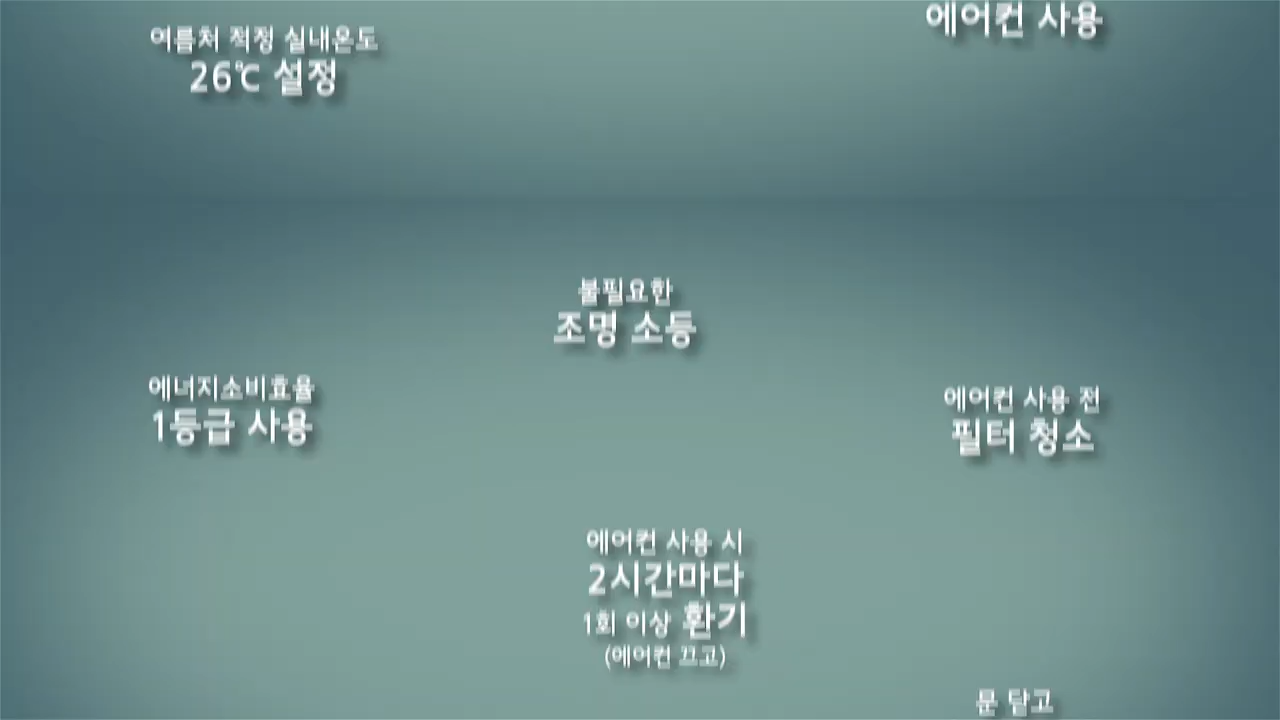 에어컨 사용
여름처 적정 실내온도
26℃ 설정
불필요한
조명 소등
에너지소비효율
1등급 사용
에어컨 사용 전
필터 청소
에어컨 사용 시
2시간마다
1회 이상 환기
(에어컨 끄고)
문 닫고